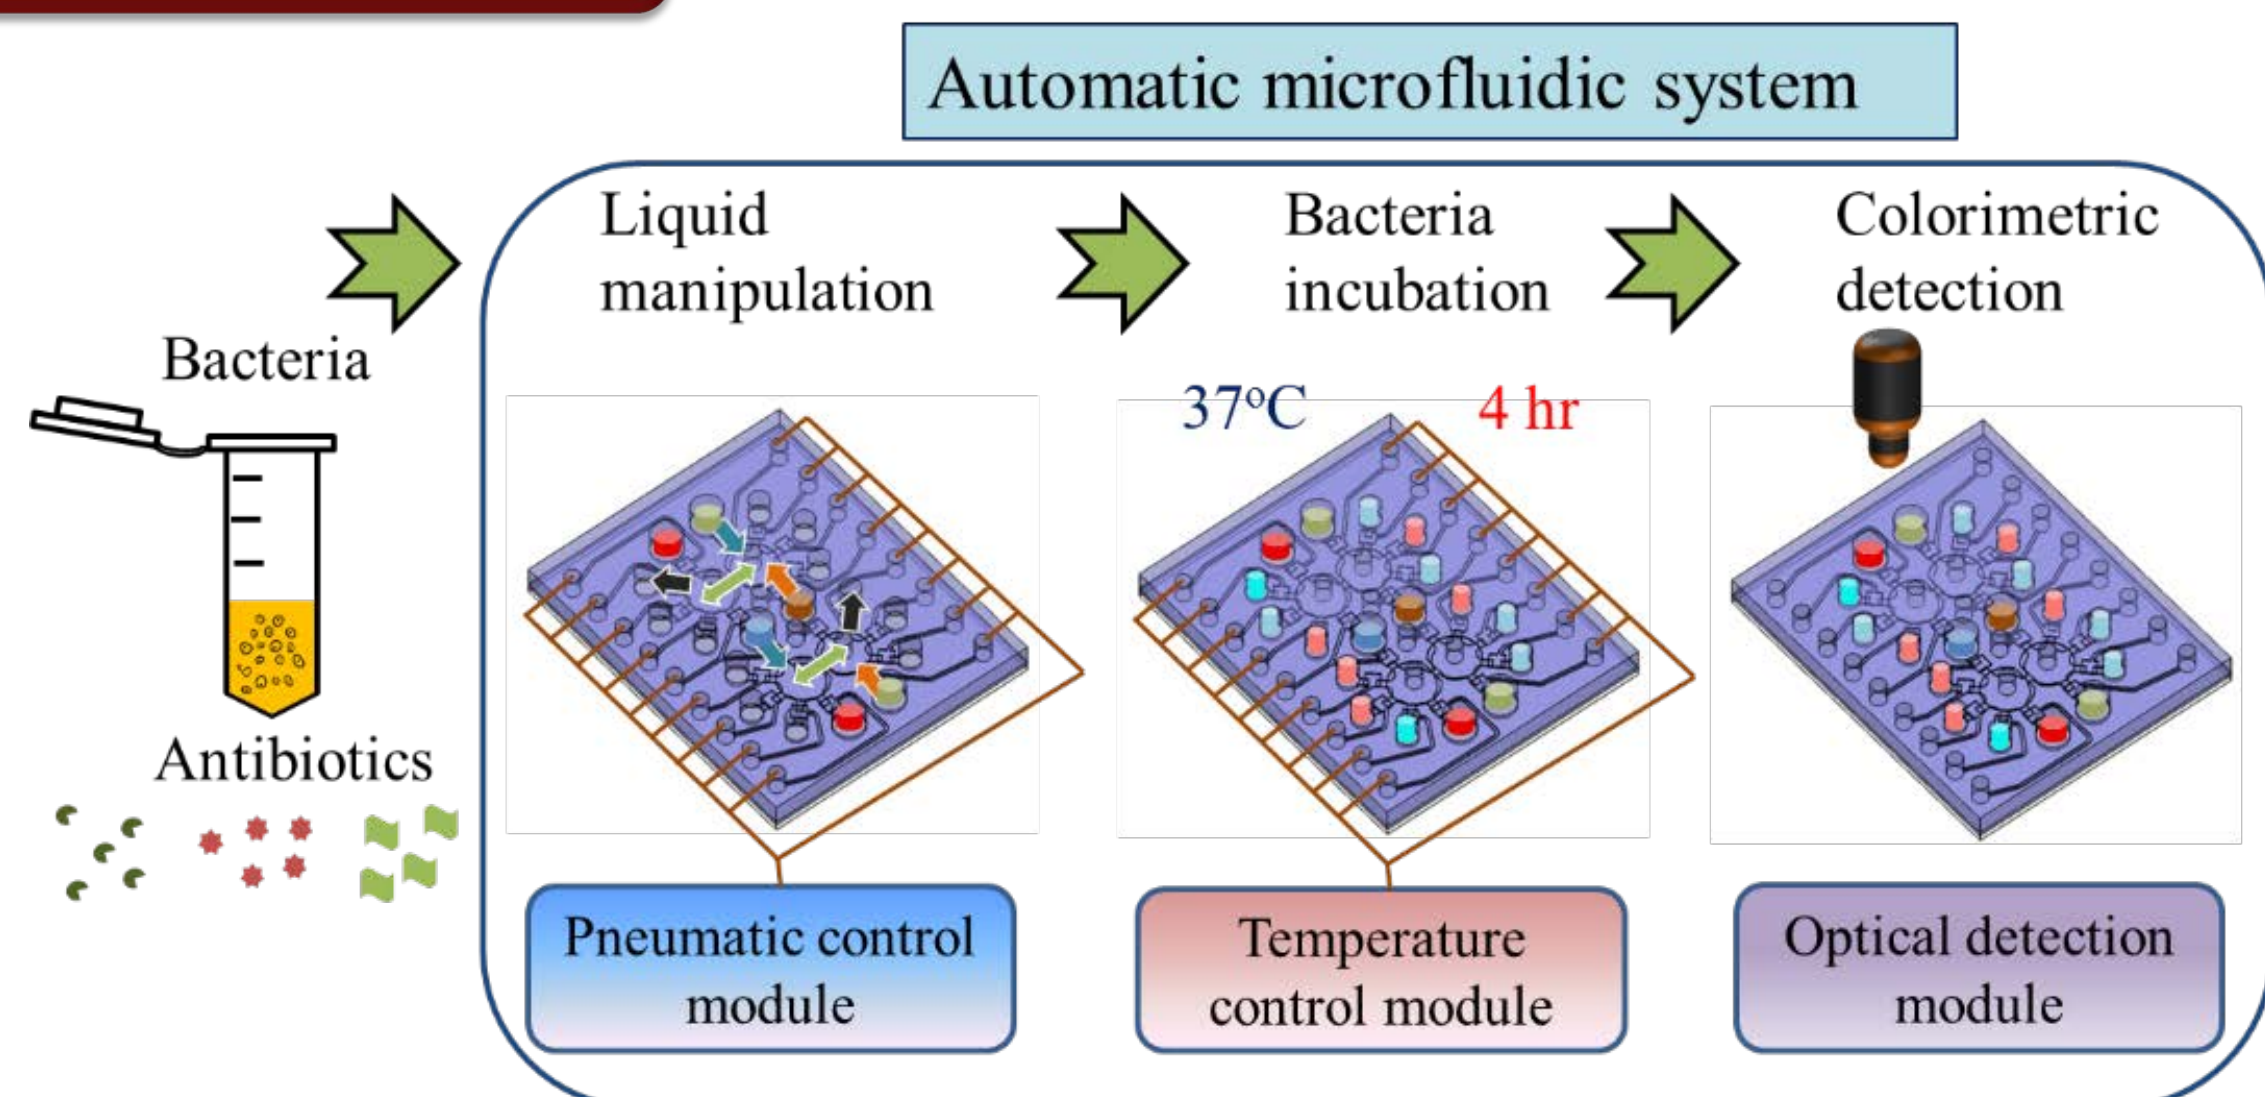 Automatic microfluidic system
Bacteria
Antibiotics
Liquid
manipulation
Bacteria
incubation
Colorimetric
detection
37°C
4 hr
Pneumatic control
module
Temperature
control module
Optical detection
module